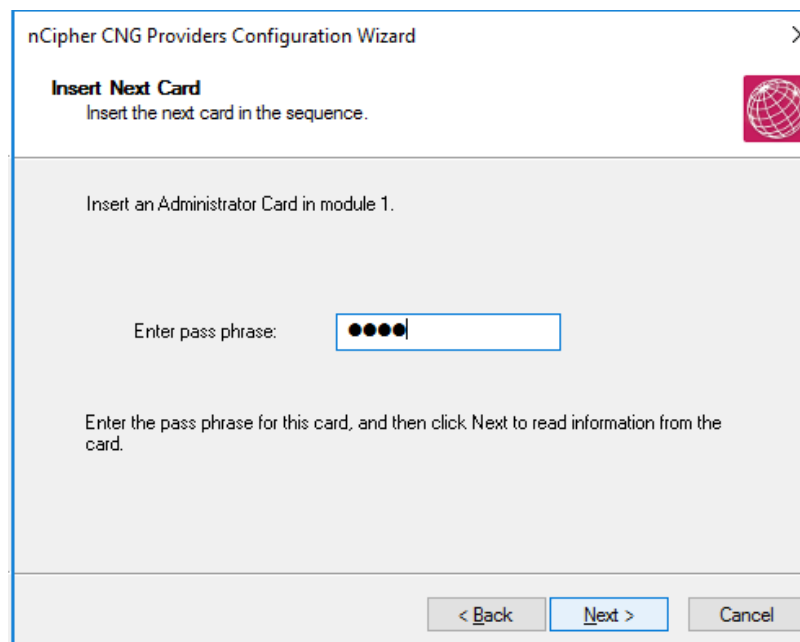 nCipher CNG Providers Configuration Wizard
Insert Next Card
Insert the next card in the sequence.
Insert an Administrator Card in module 1.
Enter pass phrase: ●●●●
Enter the pass phrase for this card, and then click Next to read information from the
card.
< Back Next > Cancel